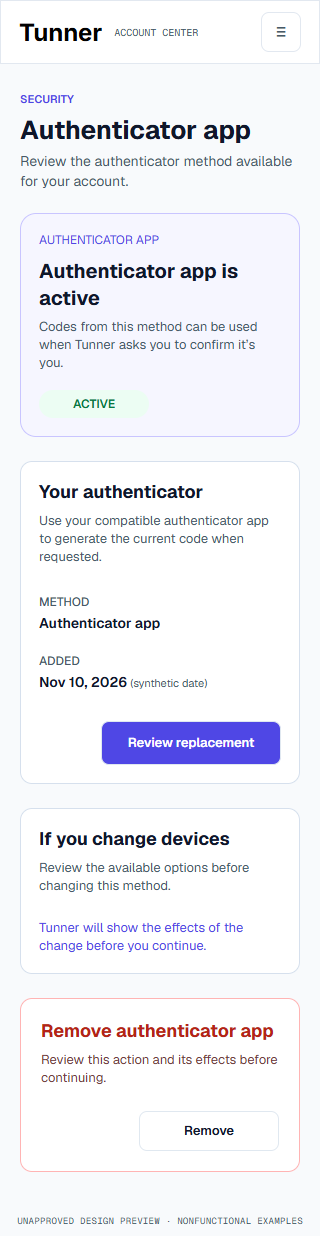 Tunner ACCOUNT CENTER ☰
SECURITY
Authenticator app
Review the authenticator method available
for your account.
AUTHENTICATOR APP
Authenticator app is
active
Codes from this method can be used
when Tunner asks you to confirm it's
you.
ACTIVE
Your authenticator
Use your compatible authenticator app
to generate the current code when
requested.
METHOD
Authenticator app
ADDED
Nov 10, 2026 (synthetic date)
Review replacement
If you change devices
Review the available options before
changing this method.
Tunner will show the effects of the
change before you continue.
Remove authenticator app
Review this action and its effects before
continuing.
Remove
UNAPPROVED DESIGN PREVIEW · NONFUNCTIONAL EXAMPLES